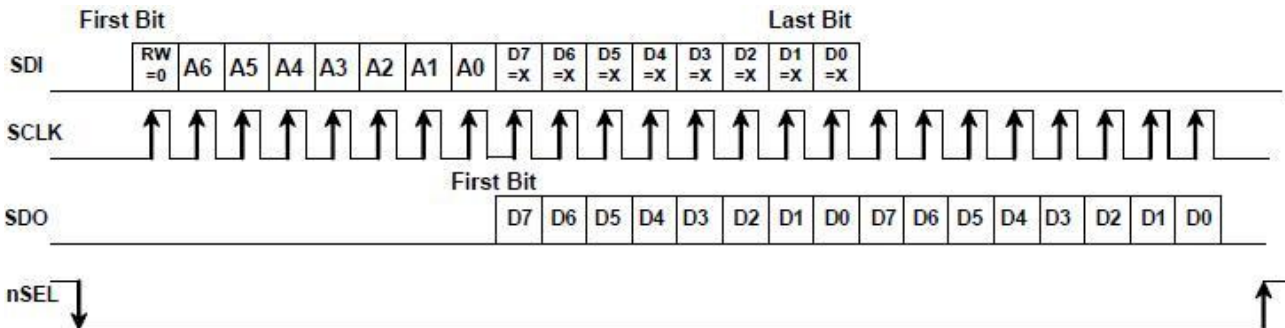 First Bit Last Bit
SDI RW =0 A6 A5 A4 A3 A2 A1 A0 D7 =X D6 =X D5 =X D4 =X D3 =X D2 =X D1 =X D0 =X
SCLK
First Bit
SDO D7 D6 D5 D4 D3 D2 D1 D0 D7 D6 D5 D4 D3 D2 D1 D0
nSEL